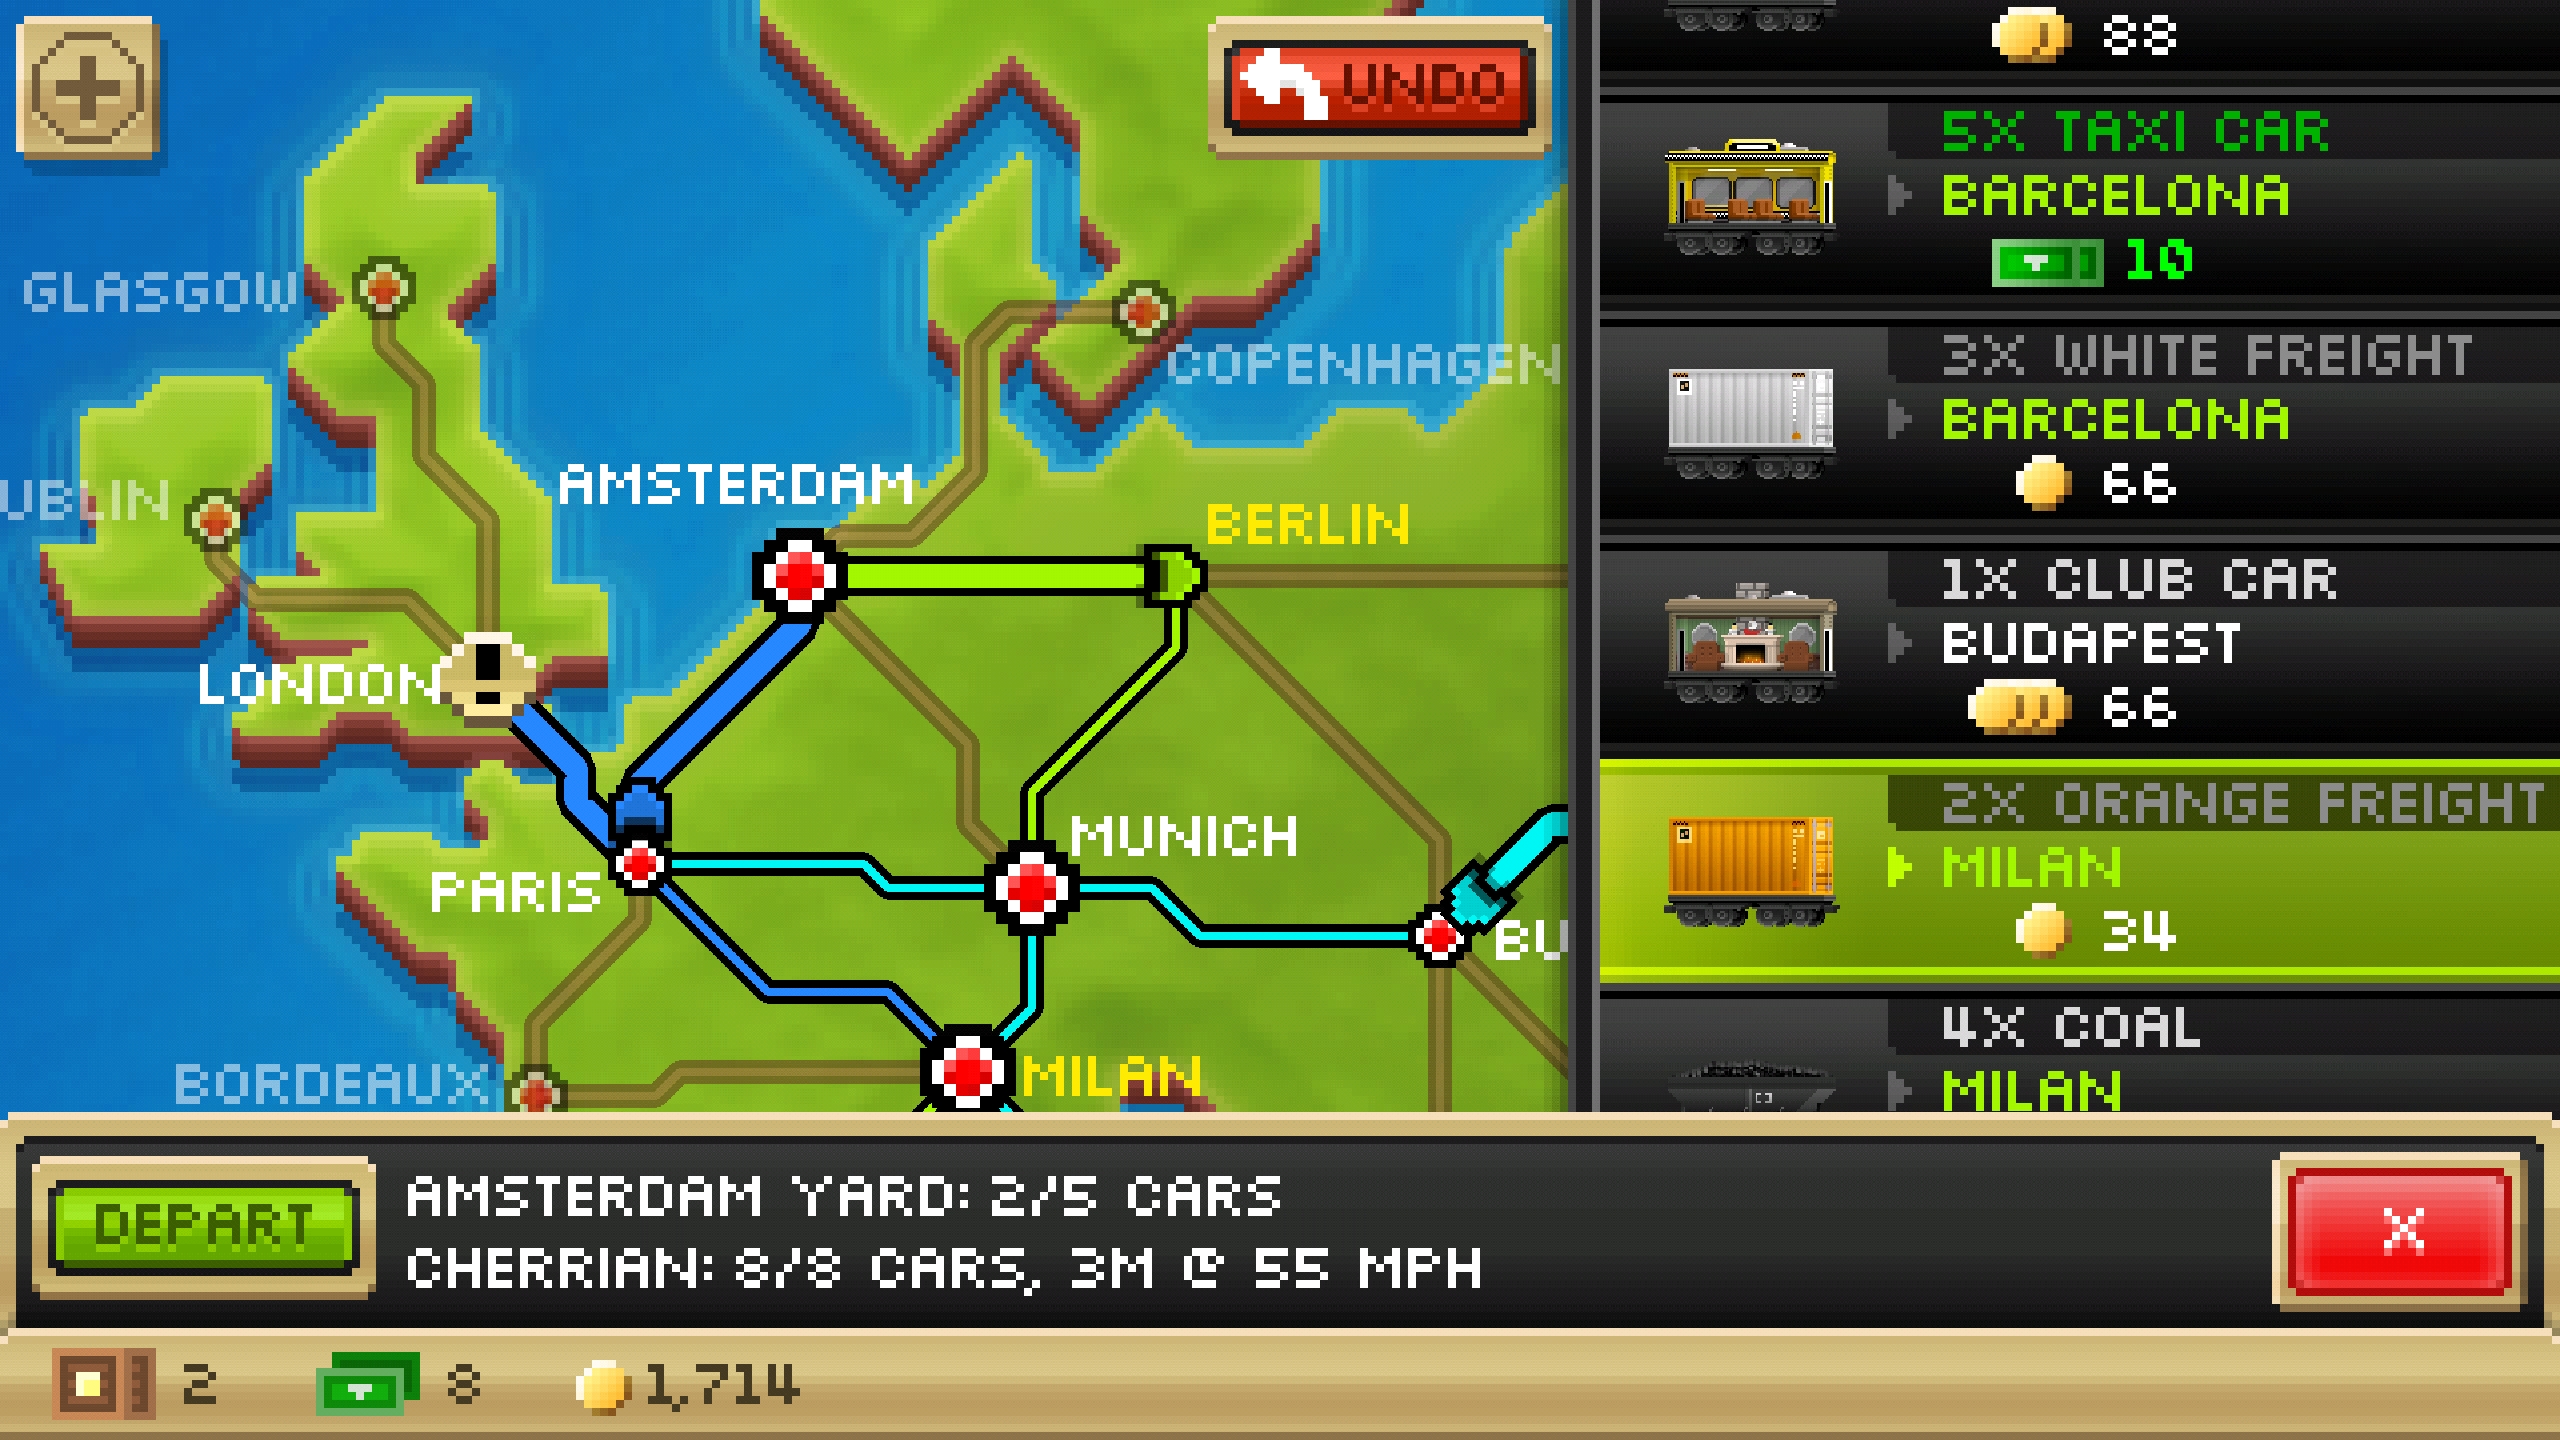 UNDO
GLASGOW
COPENHAGEN
AMSTERDAM
UBLIN
BERLIN
LONDON
MUNICH
PARIS
BU
BORDEAUX
MILAN
88
5X TAXI CAR
BARCELONA
10
3X WHITE FREIGHT
BARCELONA
66
1X CLUB CAR
BUDAPEST
66
2X ORANGE FREIGHT
MILAN
34
4X COAL
MILAN
DEPART
AMSTERDAM YARD: 2/5 CARS
CHERRIAN: 8/8 CARS, 3M @ 55 MPH
X
2
8
1,714